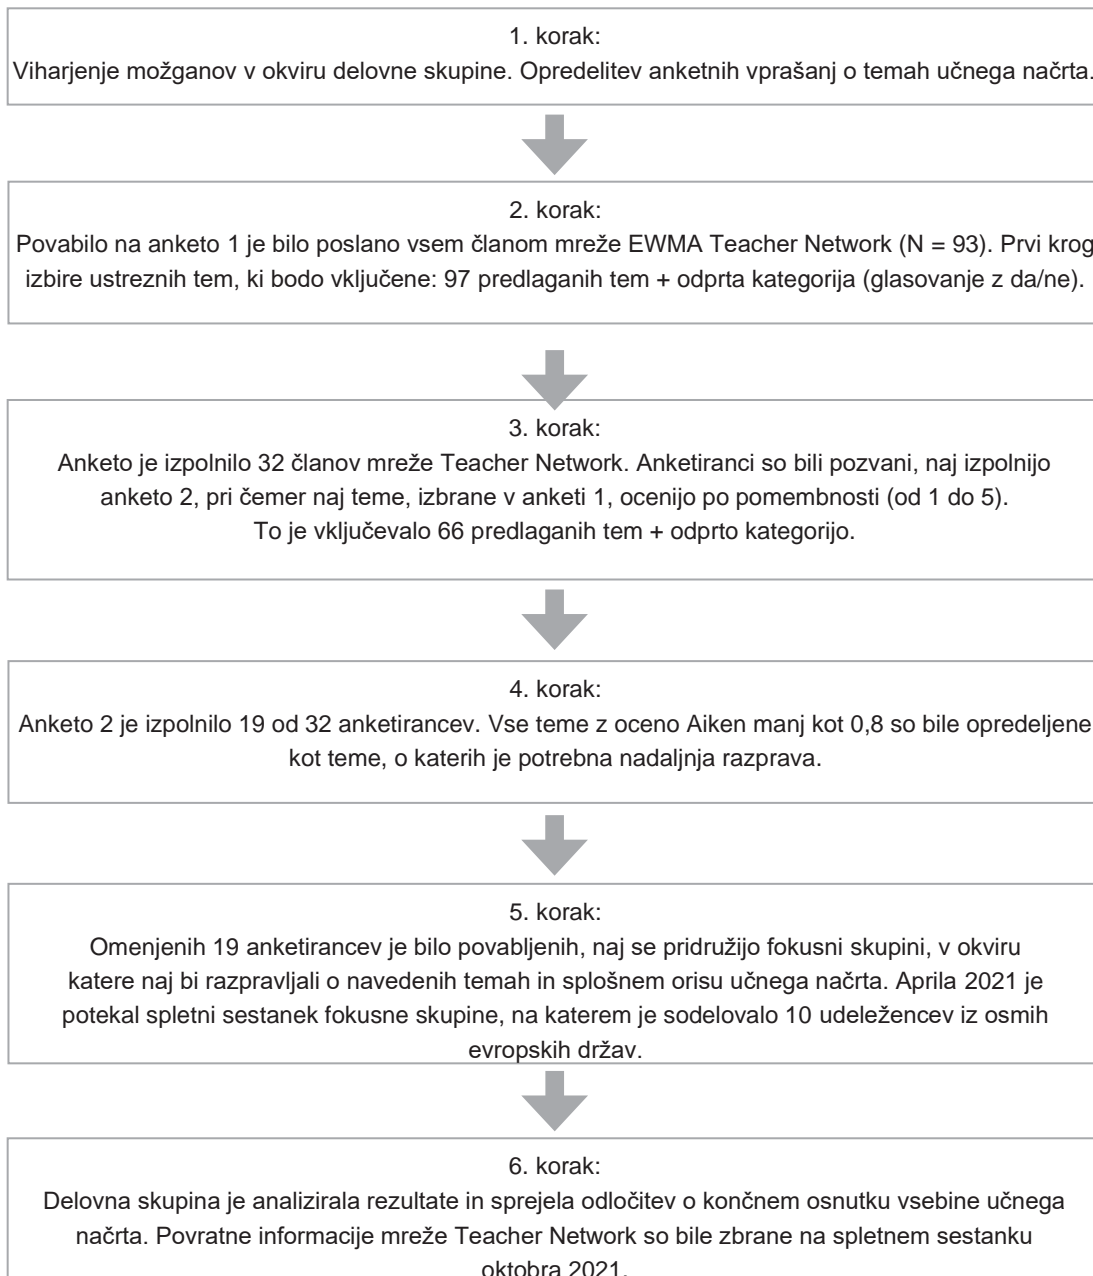 1. korak:
Viharjenje možganov v okviru delovne skupine. Opredelitev anketnih vprašanj o temah učnega načrta.
2. korak:
Povabilo na anketo 1 je bilo poslano vsem članom mreže EWMA Teacher Network (N = 93). Prvi krog
izbire ustreznih tem, ki bodo vključene: 97 predlaganih tem + odprta kategorija (glasovanje z da/ne).
3. korak:
Anketo je izpolnilo 32 članov mreže Teacher Network. Anketiranci so bili pozvani, naj izpolnijo
anketo 2, pri čemer naj teme, izbrane v anketi 1, ocenijo po pomembnosti (od 1 do 5).
To je vključevalo 66 predlaganih tem + odprto kategorijo.
4. korak:
Anketo 2 je izpolnilo 19 od 32 anketirancev. Vse teme z oceno Aiken manj kot 0,8 so bile opredeljene
kot teme, o katerih je potrebna nadaljnja razprava.
5. korak:
Omenjenih 19 anketirancev je bilo povabljenih, naj se pridružijo fokusni skupini, v okviru
katere naj bi razpravljali o navedenih temah in splošnem orisu učnega načrta. Aprila 2021 je
potekal spletni sestanek fokusne skupine, na katerem je sodelovalo 10 udeležencev iz osmih
evropskih držav.
6. korak:
Delovna skupina je analizirala rezultate in sprejela odločitev o končnem osnutku vsebine učnega
načrta. Povratne informacije mreže Teacher Network so bile zbrane na spletnem sestanku
oktobra 2021.